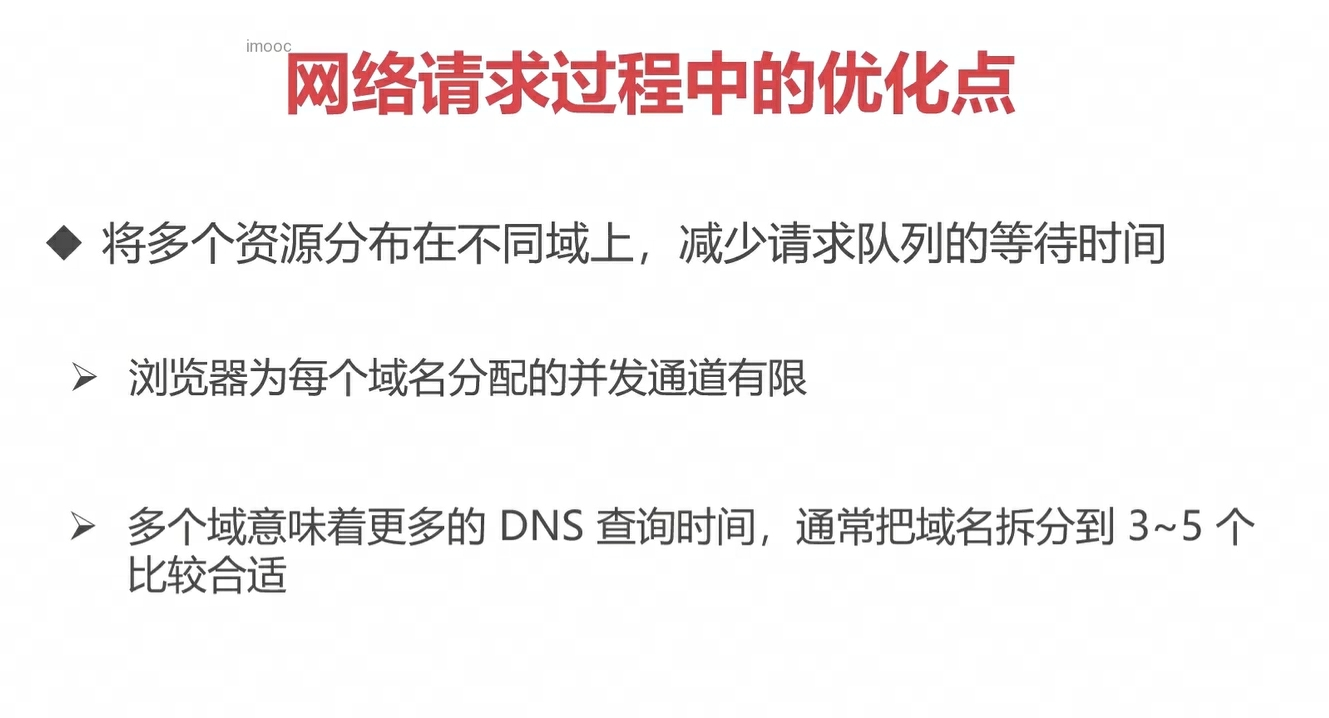 imooc
网络请求过程中的优化点
◆ 将多个资源分布在不同域上，减少请求队列的等待时间
➢ 浏览器为每个域名分配的并发通道有限
➢ 多个域意味着更多的 DNS 查询时间，通常把域名拆分到 3~5 个
比较合适